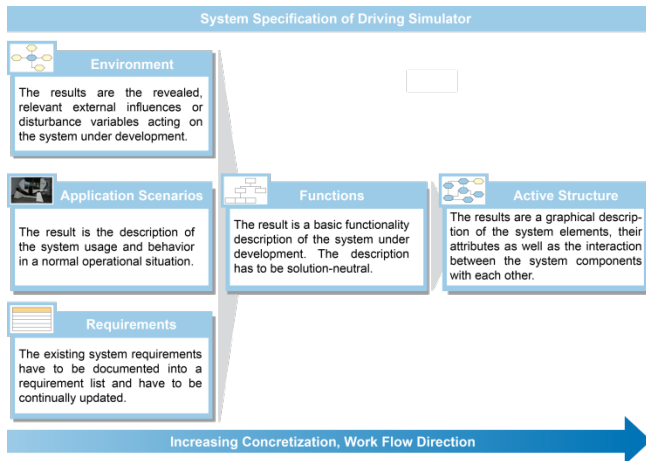 System Specification of Driving Simulator
Environment
The results are the revealed,
relevant external influences or
disturbance variables acting on
the system under development.
Application Scenarios
The result is the description of
the system usage and behavior
in a normal operational situation.
Requirements
The existing system requirements
have to be documented into a
requirement list and have to be
continually updated.
Functions
The result is a basic functionality
description of the system under
development. The description
has to be solution-neutral.
Active Structure
The results are a graphical descrip-
tion of the system elements, their
attributes as well as the interaction
between the system components
with each other.
Increasing Concretization, Work Flow Direction